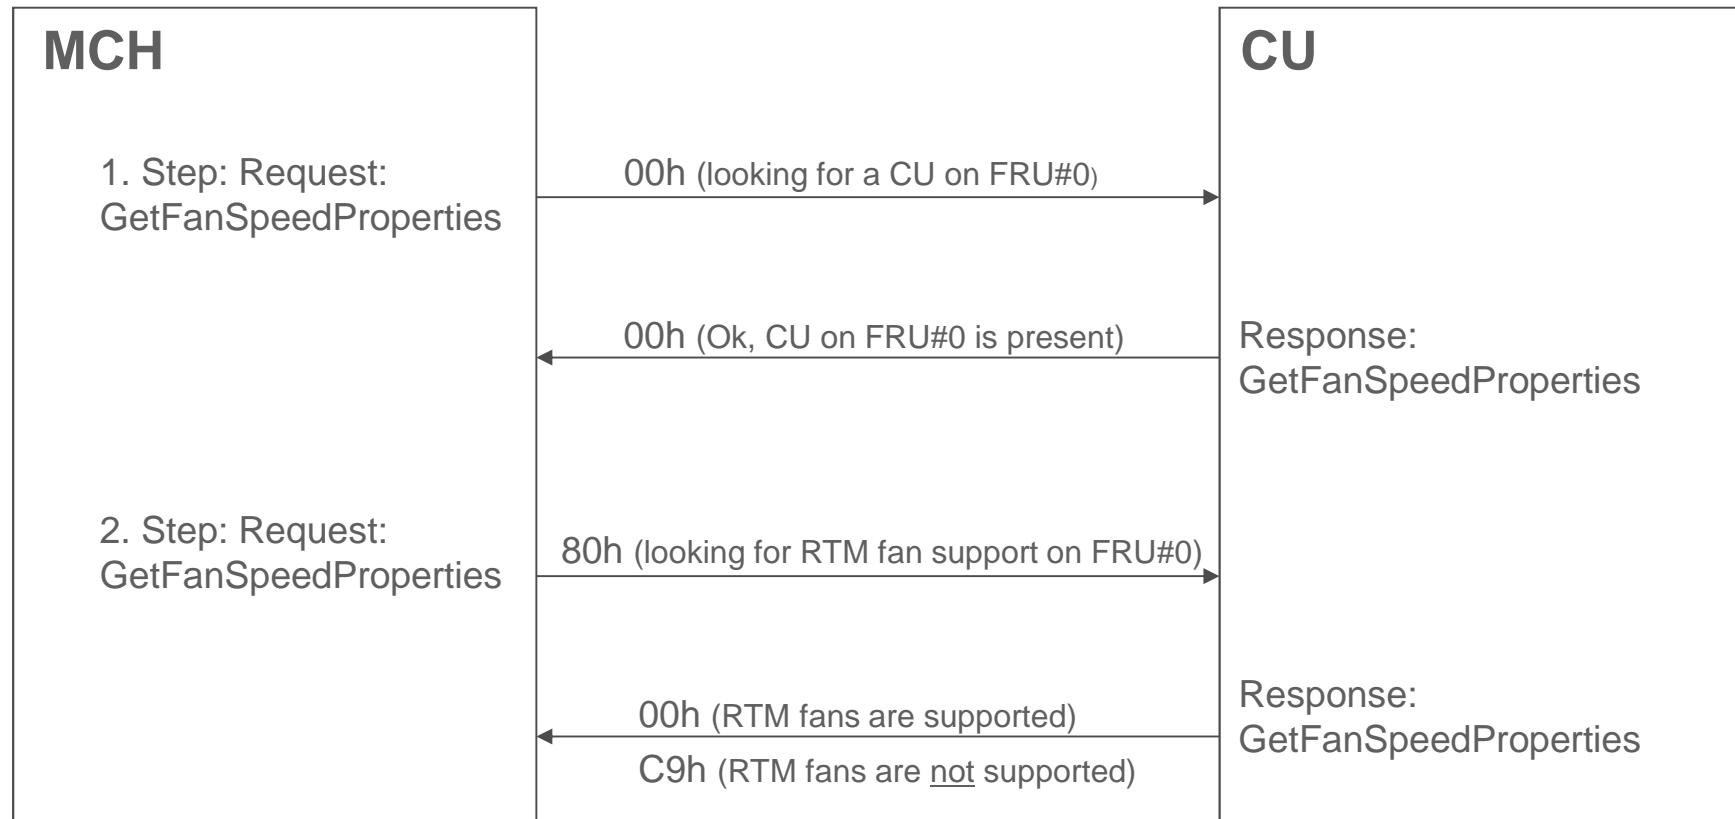 MCH
CU
1. Step: Request:
GetFanSpeedProperties
00h (looking for a CU on FRU#0)
00h (Ok, CU on FRU#0 is present)
Response:
GetFanSpeedProperties
2. Step: Request:
GetFanSpeedProperties
80h (looking for RTM fan support on FRU#0)
00h (RTM fans are supported)
C9h (RTM fans are not supported)
Response:
GetFanSpeedProperties